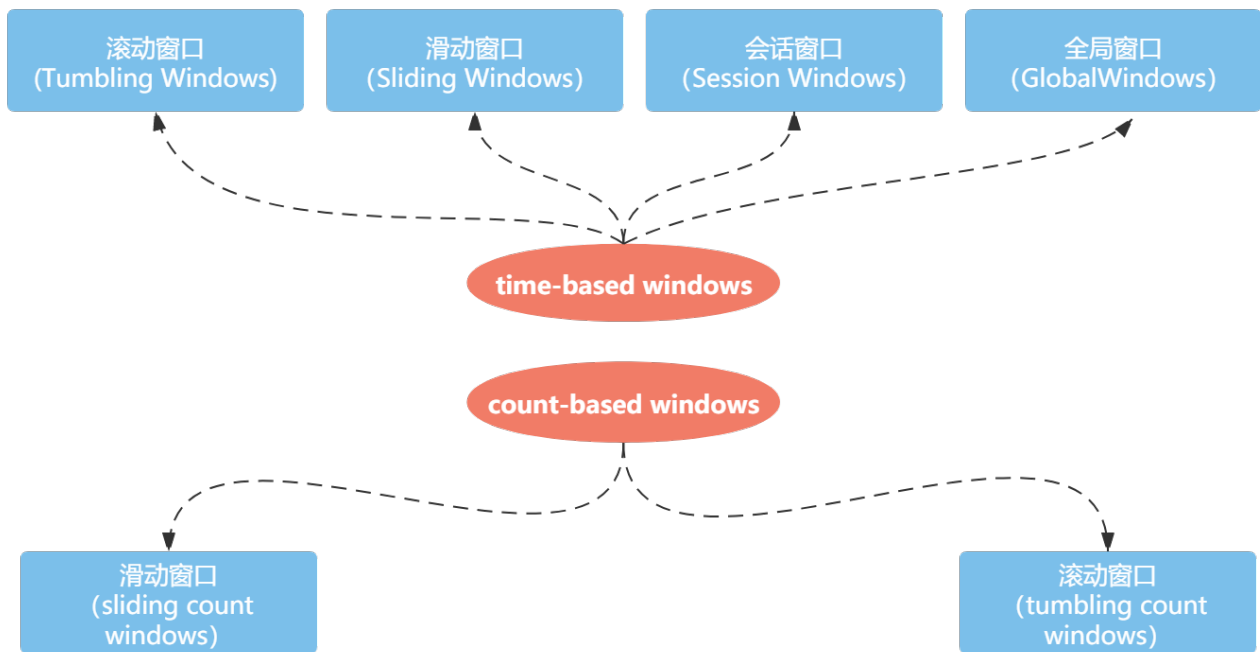 滚动窗口
(Tumbling Windows)
滑动窗口
(Sliding Windows）
会话窗口
(Session Windows）
全局窗口
（GlobalWindows）
time-based windows
count-based windows
滑动窗口
（sliding count
windows）
滚动窗口
（tumbling count
windows）